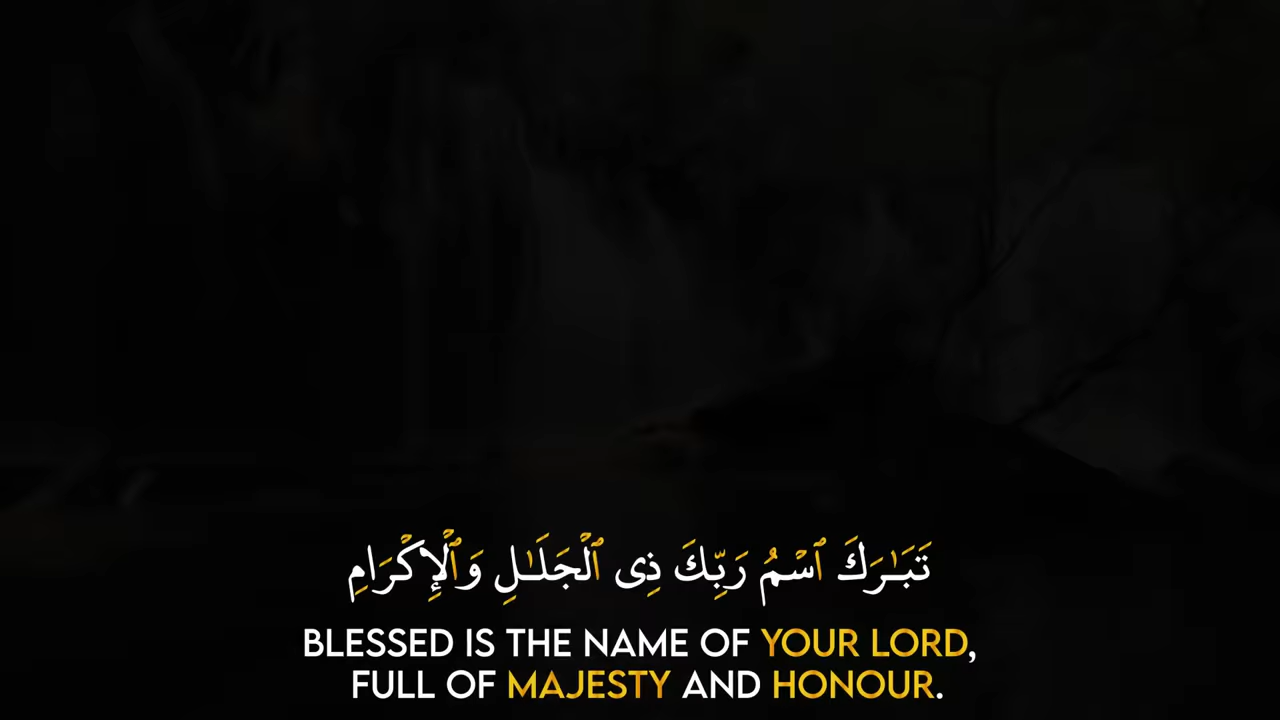 تَبَـٰرَكَ ٱسْمُ رَبِّكَ ذِى ٱلْجَلَـٰلِ وَٱلْإِكْرَامِ
BLESSED IS THE NAME OF YOUR LORD,
FULL OF MAJESTY AND HONOUR.